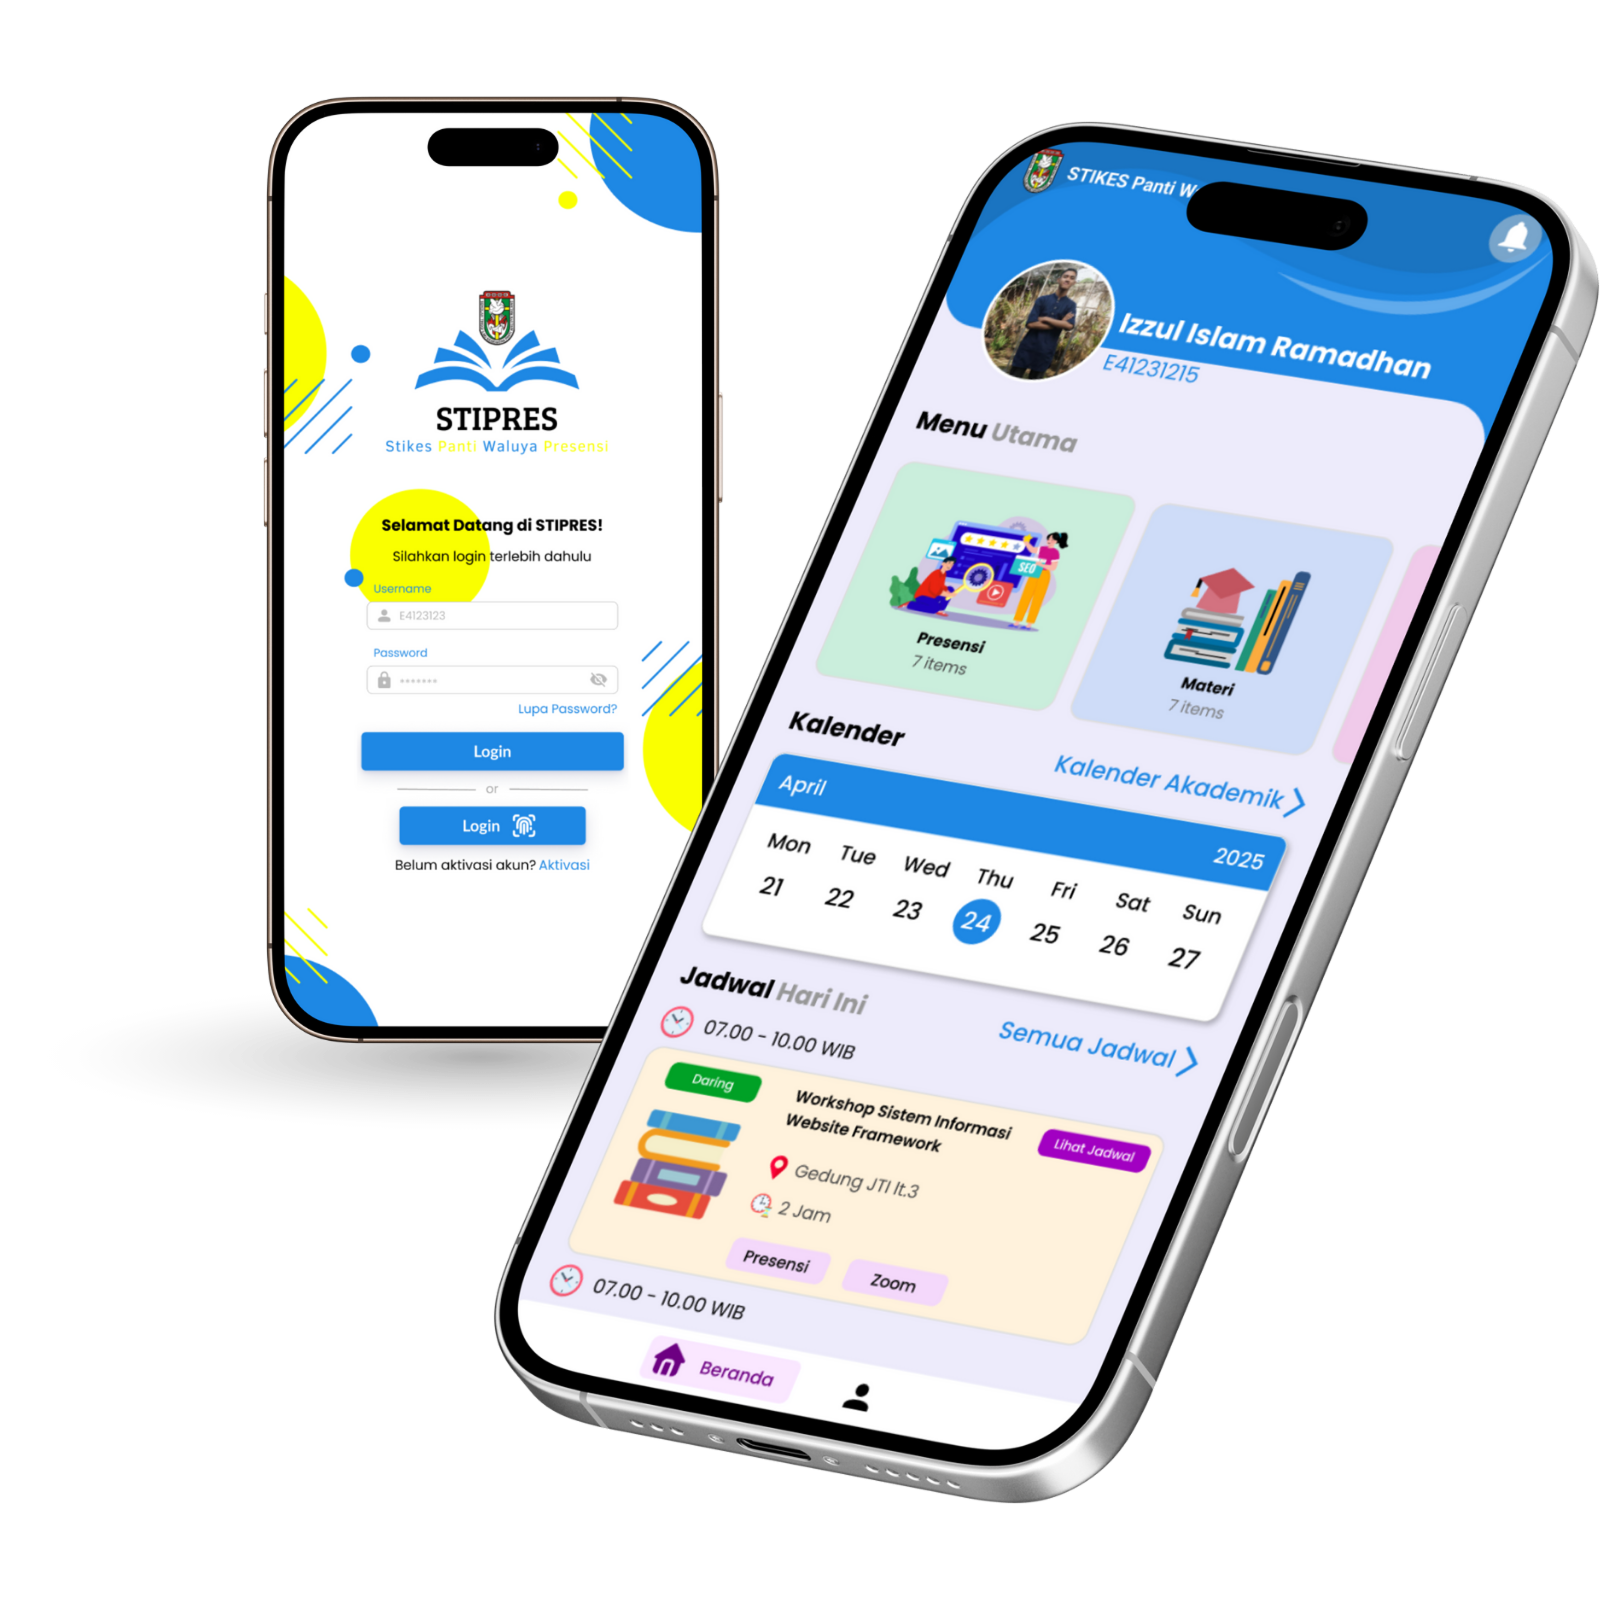 STIPRES
Stikes Panti Waluya Presensi
Selamat Datang di STIPRES!
Silahkan login terlebih dahulu
Username
E4123123
Password
Lupa Password?
Login
or
Login
Belum aktivasi akun? Aktivasi
STIKES Panti W
Izzul Islam Ramadhan
E41231215
Menu Utama
SEO
Presensi
7 items
Materi
7 items
Kalender
Kalender Akademik
April
2025
Mon Tue Wed Thu Fri Sat Sun
21 22 23 24 25 26 27
Jadwal Hari Ini
07.00 - 10.00 WIB
Semua Jadwal
Daring
Workshop Sistem Informasi
Website Framework
Lihat Jadwal
Gedung JTI lt.3
2 Jam
Presensi
Zoom
07.00 - 10.00 WIB
Beranda